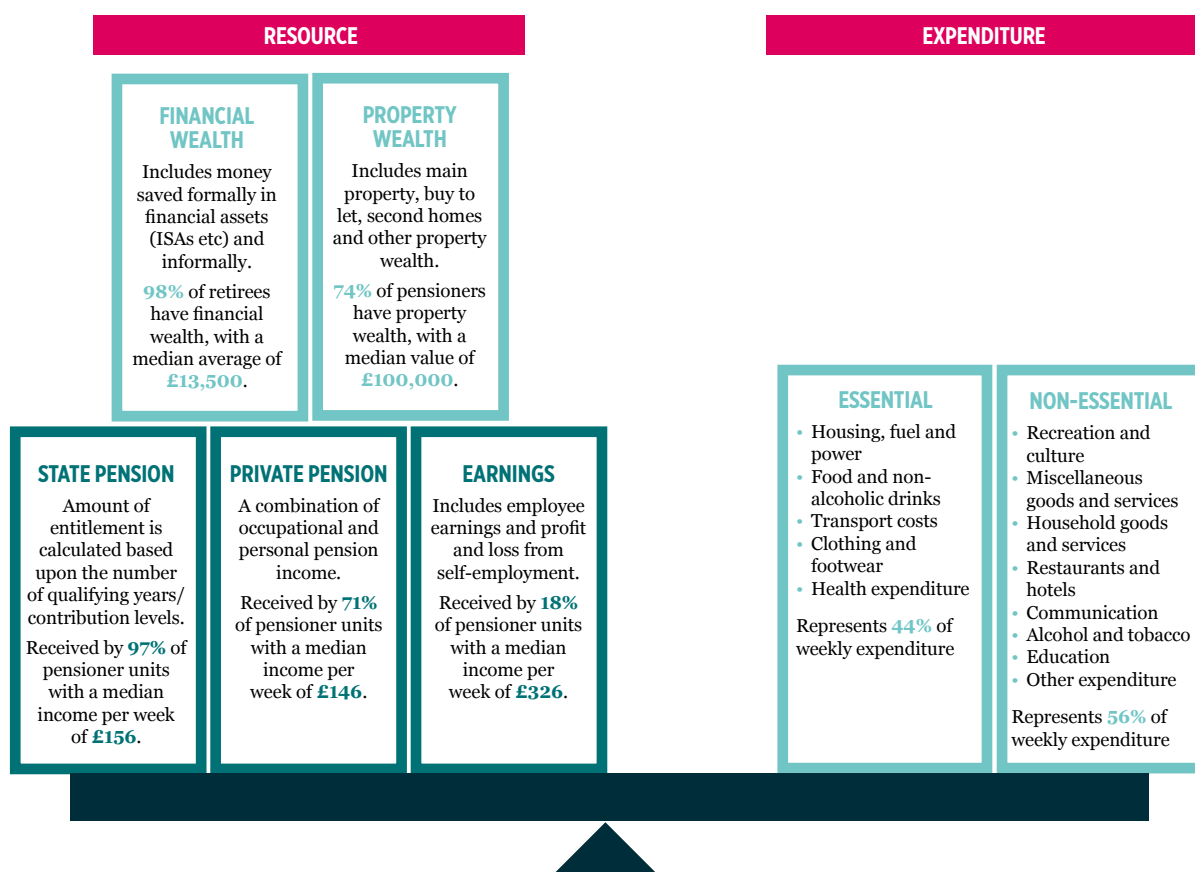 RESOURCE
FINANCIAL
WEALTH
Includes money
saved formally in
financial assets
(ISAs etc) and
informally.
98% of retirees
have financial
wealth, with a
median average of
£13,500.
PROPERTY
WEALTH
Includes main
property, buy to
let, second homes
and other property
wealth.
74% of pensioners
have property
wealth, with a
median value of
£100,000.
STATE PENSION
Amount of
entitlement is
calculated based
upon the number
of qualifying years/
contribution levels.
Received by 97% of
pensioner units
with a median
income per week
of £156.
PRIVATE PENSION
A combination of
occupational and
personal pension
income.
Received by 71%
of pensioner units
with a median
income per
week of £146.
EARNINGS
Includes employee
earnings and profit
and loss from
self-employment.
Received by 18%
of pensioner units
with a median
income per
week of £326.
EXPENDITURE
ESSENTIAL
• Housing, fuel and
power
• Food and non-
alcoholic drinks
• Transport costs
• Clothing and
footwear
• Health expenditure
Represents 44% of
weekly expenditure
NON-ESSENTIAL
• Recreation and
culture
• Miscellaneous
goods and services
• Household goods
and services
• Restaurants and
hotels
• Communication
• Alcohol and tobacco
• Education
• Other expenditure
Represents 56% of
weekly expenditure